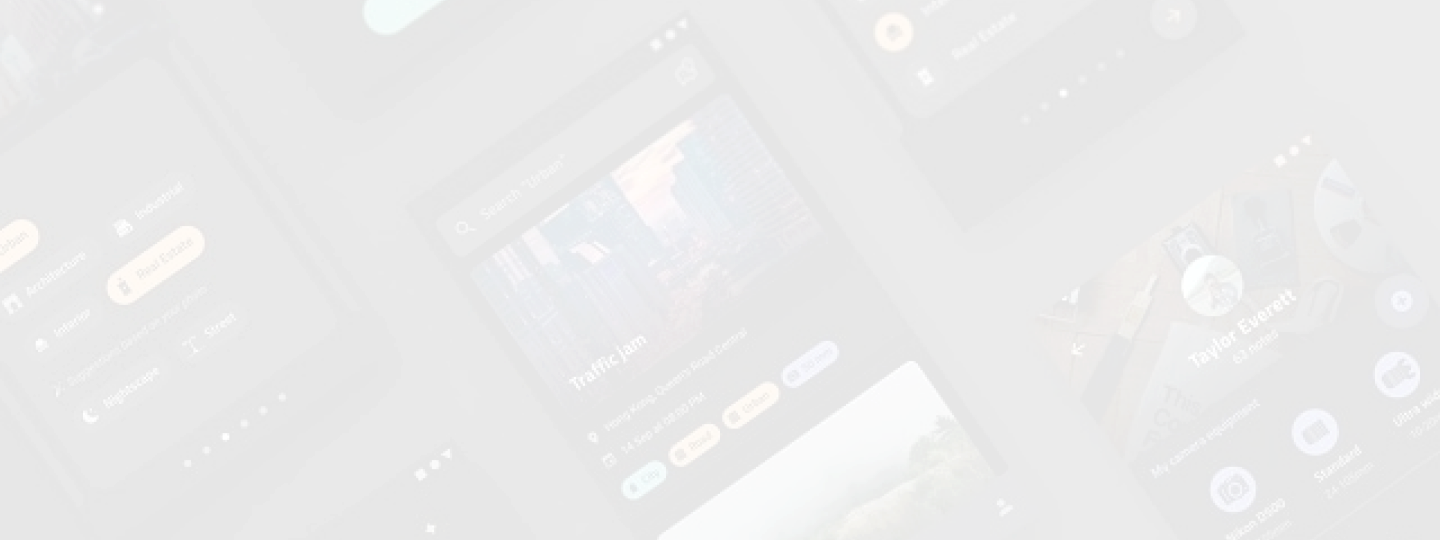 Real Estate
Search "Urban"
Industrial
Urban
Architecture
Real Estate
Interior
Suggestions based on your photo
Street
Nightscape
Traffic Jam
Hong Kong, Queen's Road Central
14 Sep at 08:00 PM
City
Road
Urban
Taylor Everett
63 notes
My camera equipment
Nikon D500
Standard
24-105mm
Ultra wide